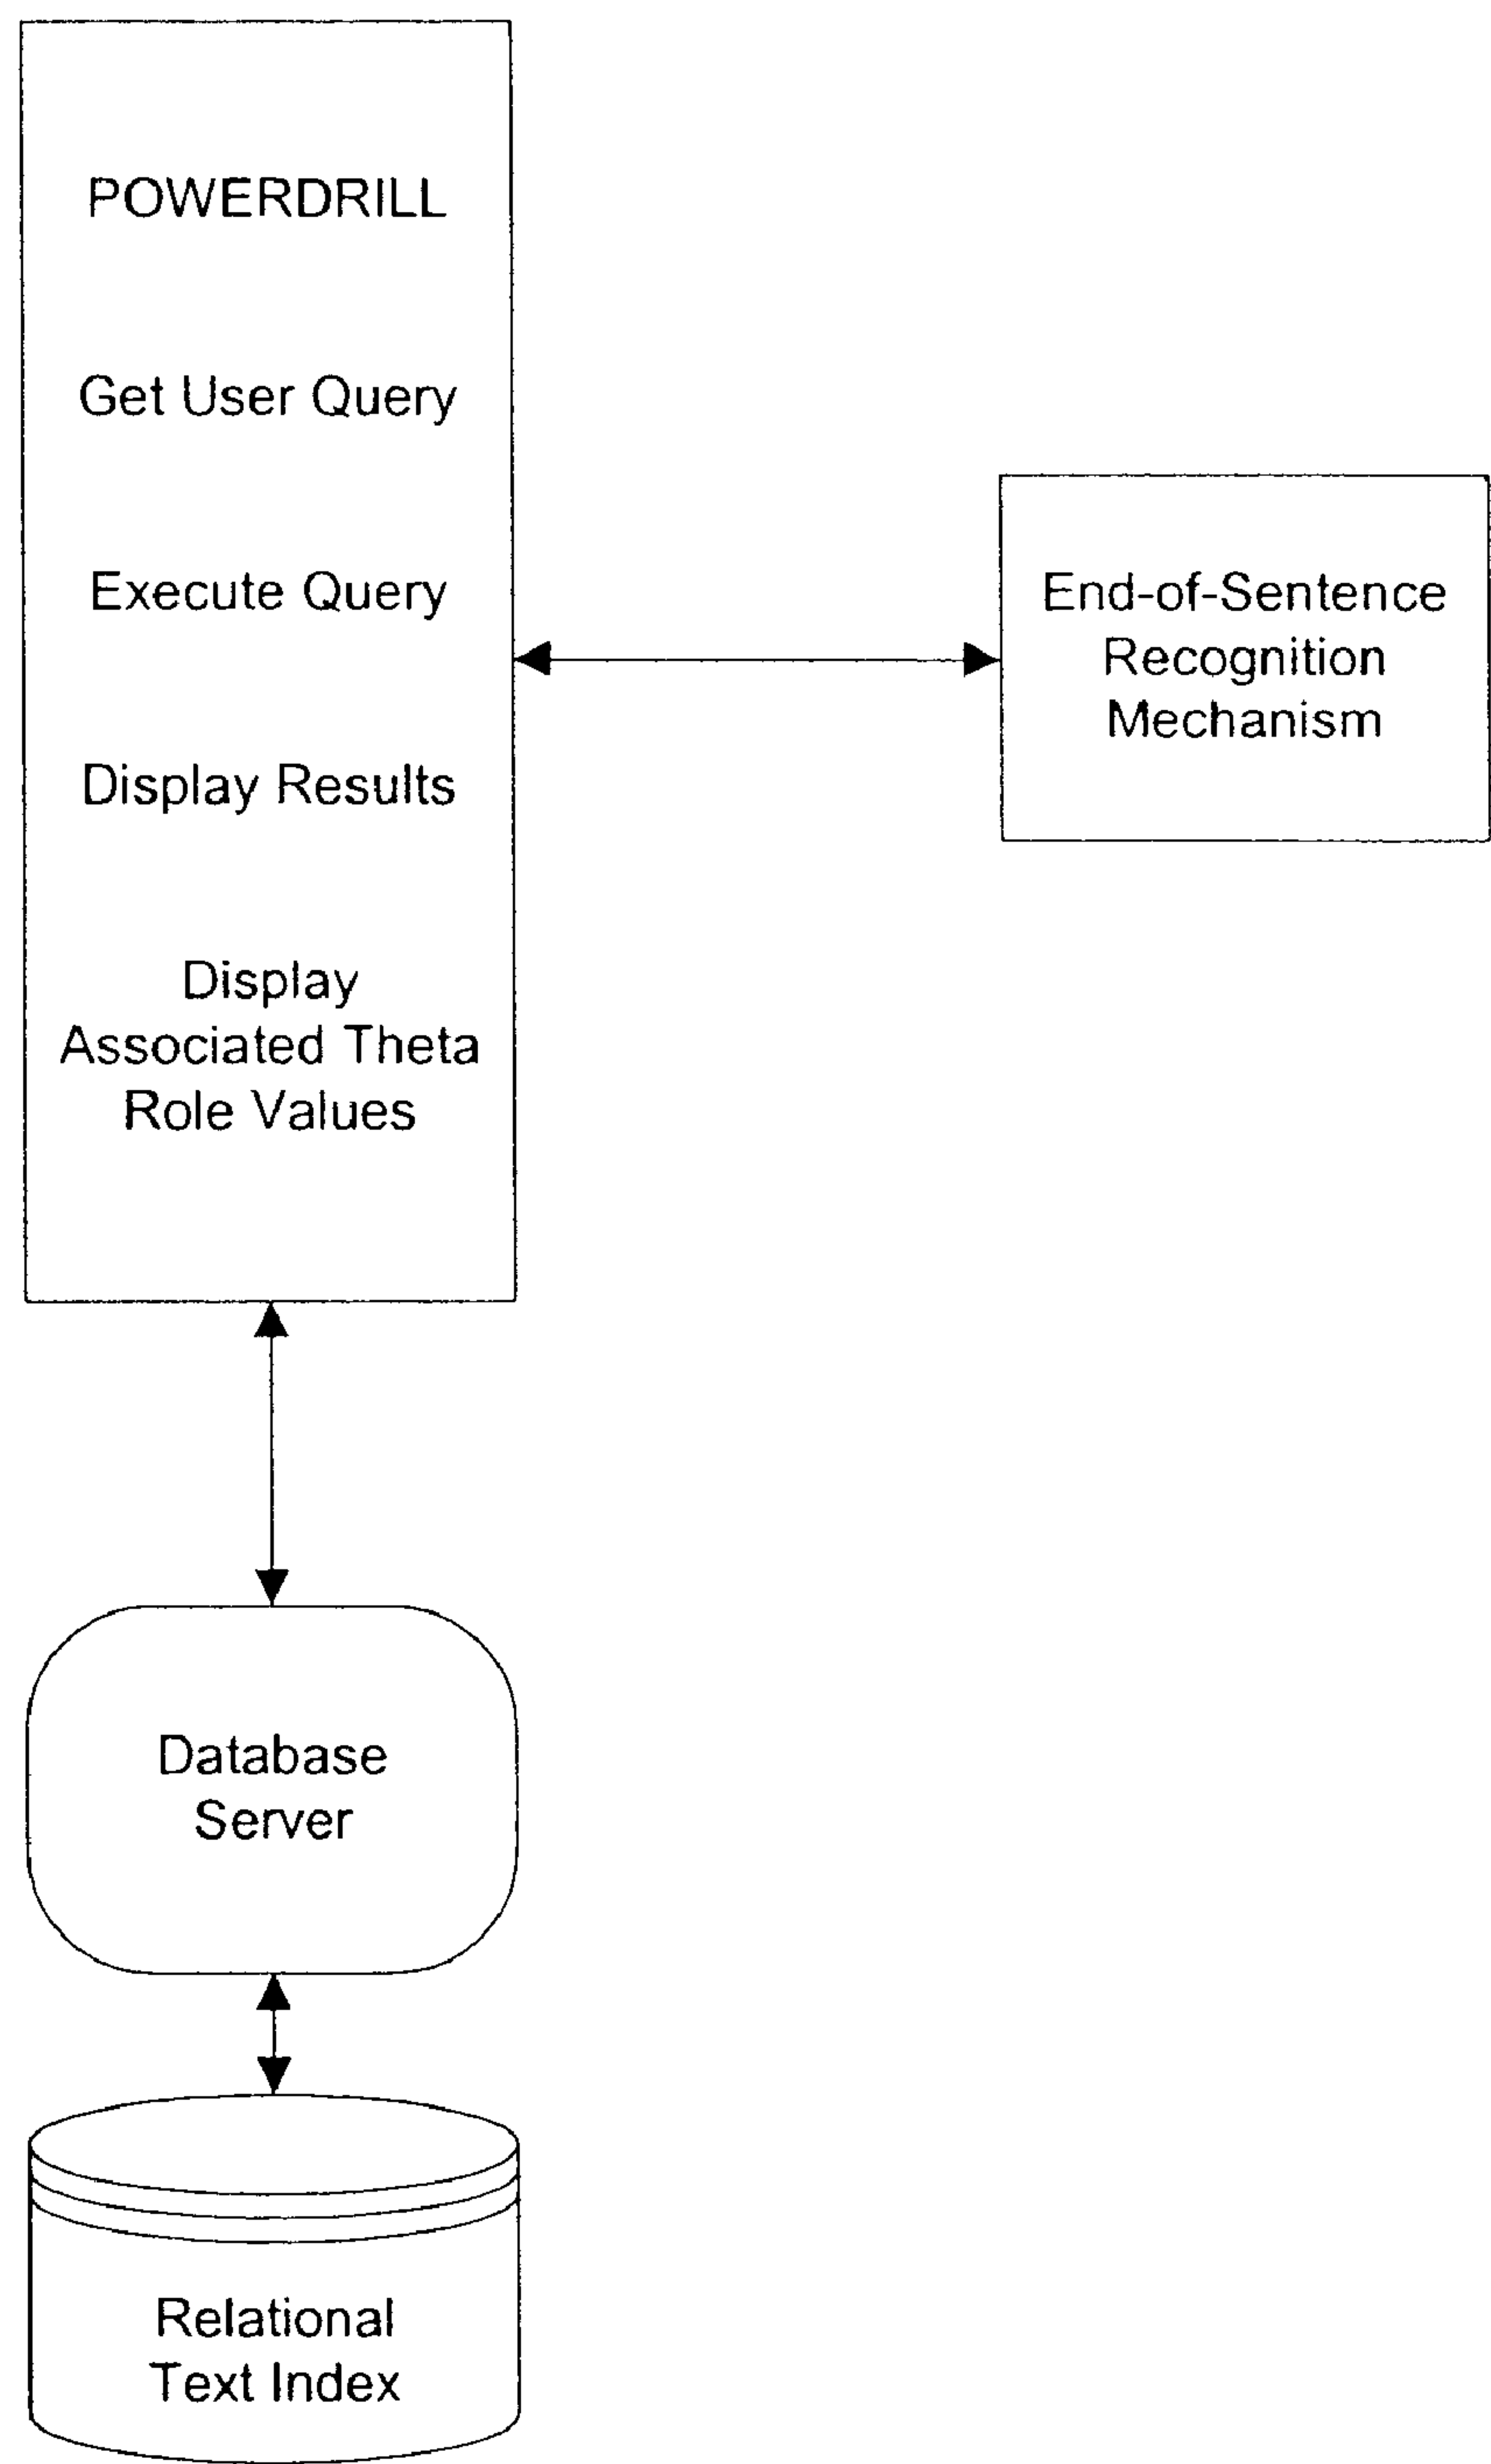 POWERDRILL
Get User Query
Execute Query
Display Results
Display
Associated Theta
Role Values
End-of-Sentence
Recognition
Mechanism
Database
Server
Relational
Text Index